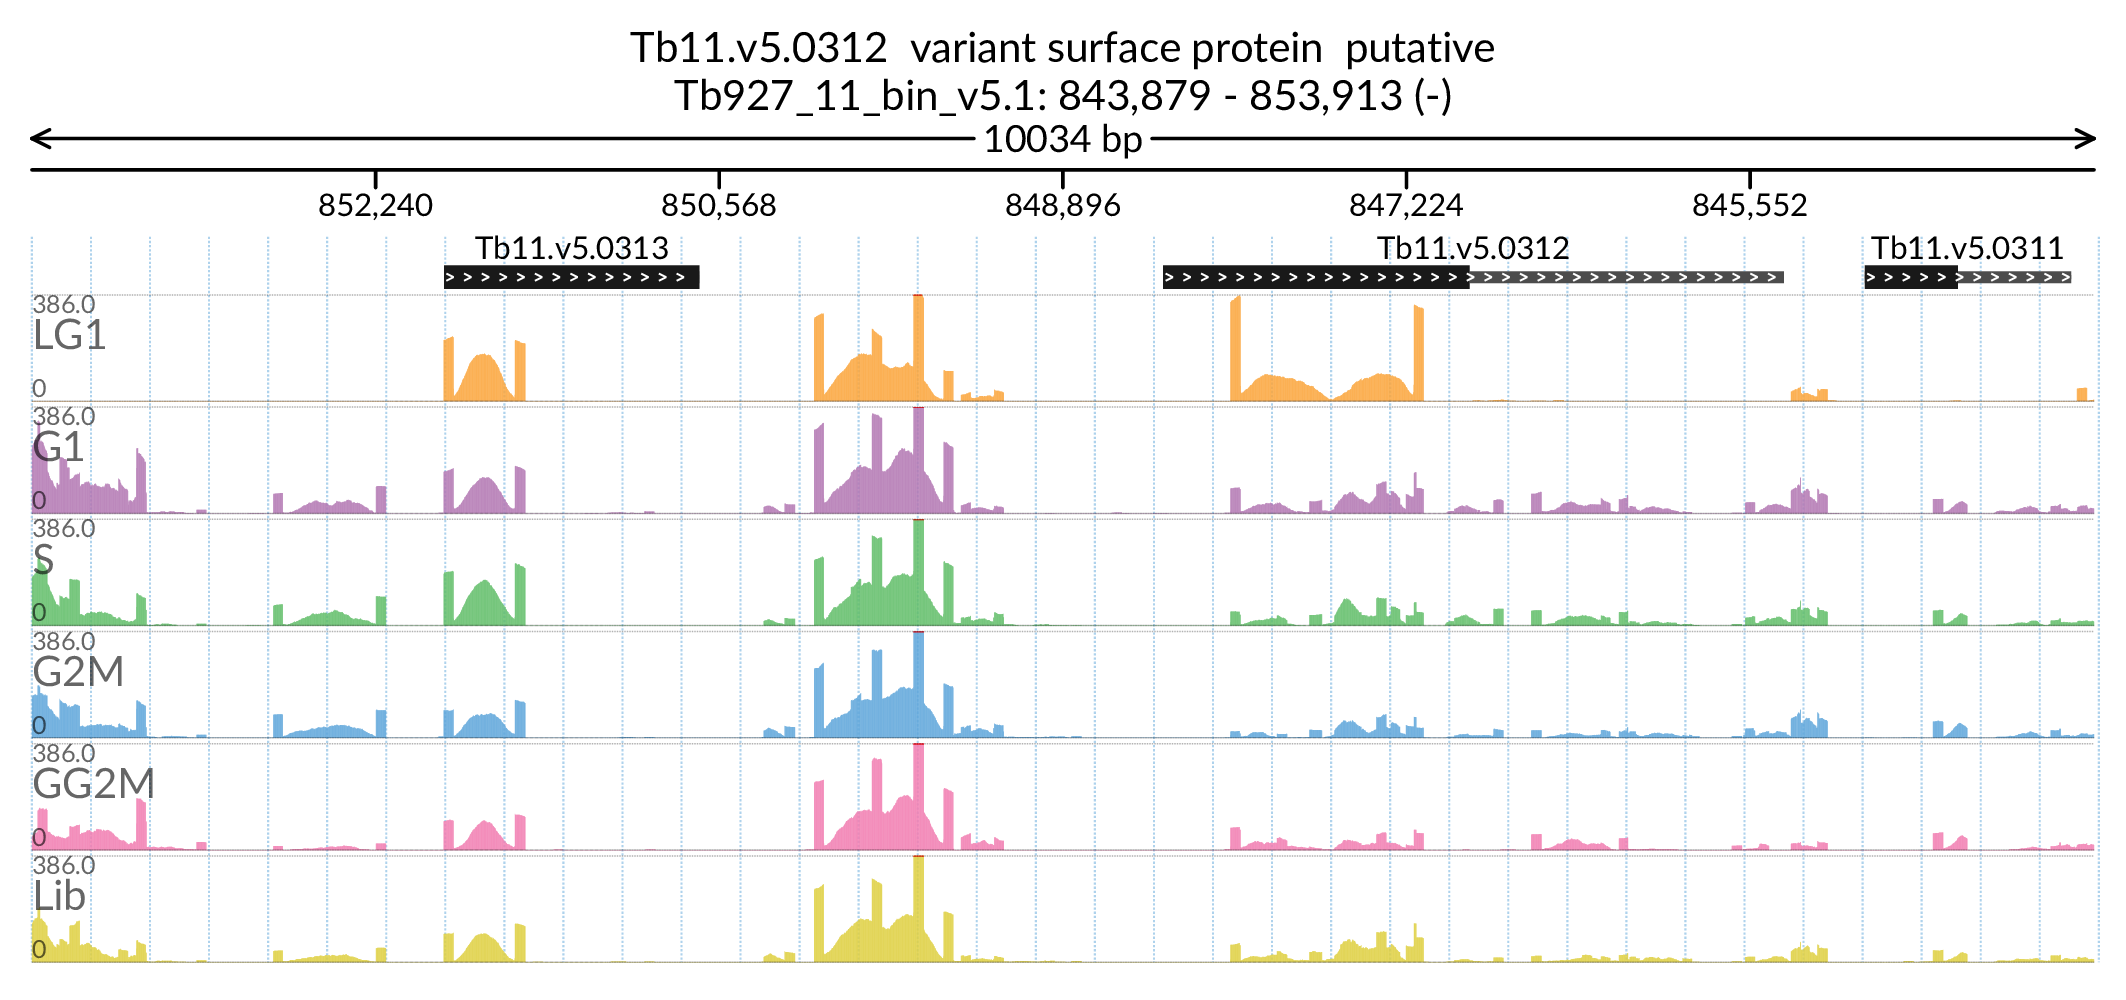 Tb11.v5.0312 variant surface protein putative
Tb927_11_bin_v5.1: 843,879 - 853,913 (-)
10034 bp
852,240 850,568 848,896 847,224 845,552
Tb11.v5.0313 Tb11.v5.0312 Tb11.v5.0311
386.0
LG1
0
386.0
G1
0
386.0
S
0
386.0
G2M
0
386.0
GG2M
0
386.0
Lib
0